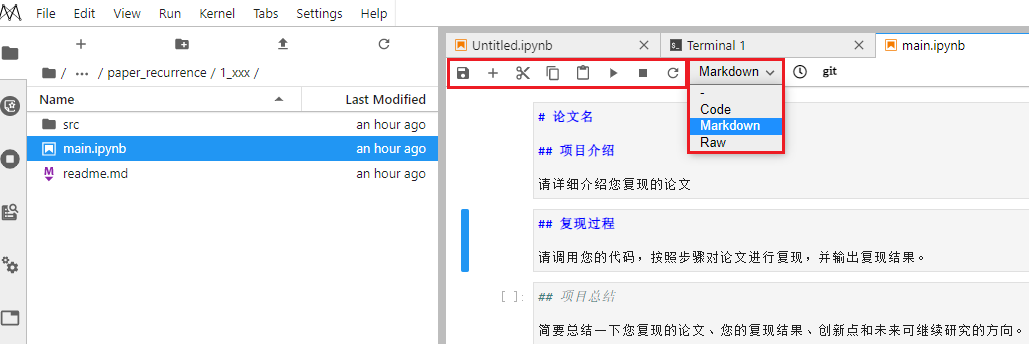 File Edit View Run Kernel Tabs Settings Help
Untitled.ipynb
Terminal 1
main.ipynb
/ ··· / paper_recurrence / 1_xxx /
Markdown
git
Name Last Modified
-
Code
Markdown
Raw
src an hour ago
main.ipynb an hour ago
readme.md an hour ago
# 论文名
## 项目介绍
请详细介绍您复现的论文
## 复现过程
请调用您的代码，按照步骤对论文进行复现，并输出复现结果。
[ ]: ## 项目总结
简要总结一下您复现的论文、您的复现结果、创新点和未来可继续研究的方向。